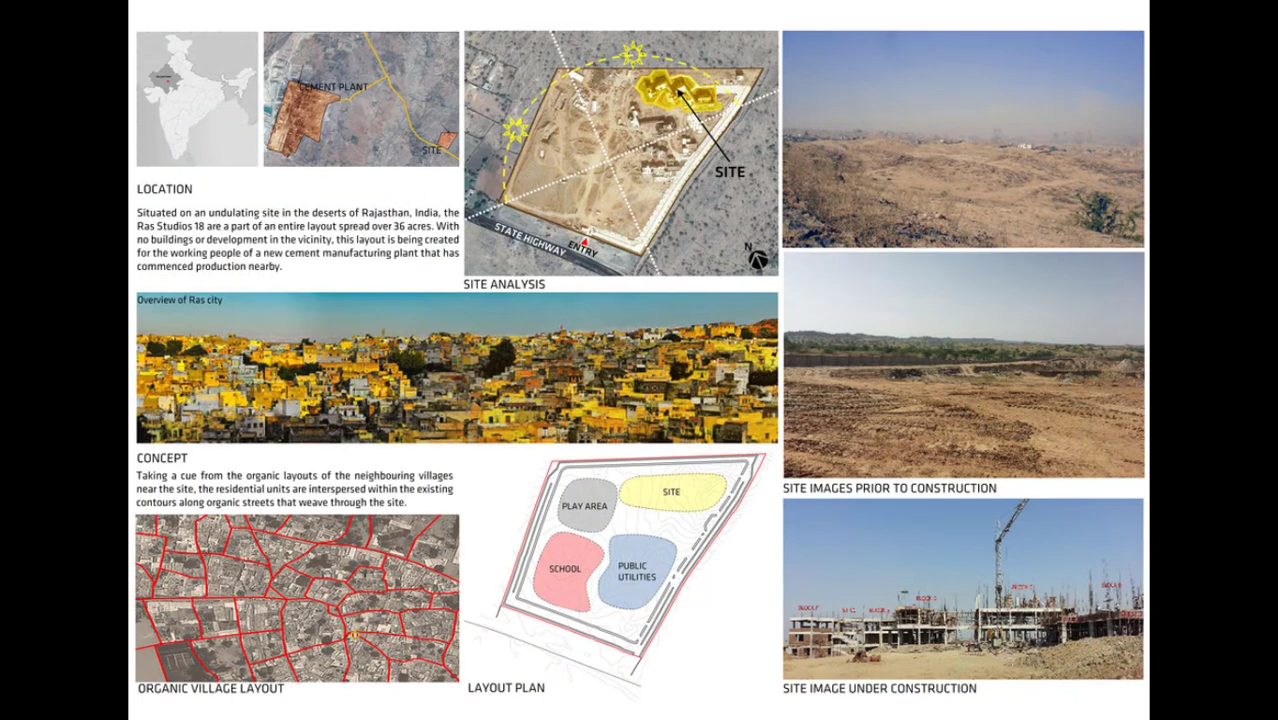 CEMENT PLANT
SITE
LOCATION
Situated on an undulating site in the deserts of Rajasthan, India, the
Ras Studios 18 are a part of an entire layout spread over 36 acres. With
no buildings or development in the vicinity, this layout is being created
for the working people of a new cement manufacturing plant that has
commenced production nearby.
SITE
STATE HIGHWAY
ENTRY
N
SITE ANALYSIS
Overview of Ras city
CONCEPT
Taking a cue from the organic layouts of the neighbouring villages
near the site, the residential units are interspersed within the existing
contours along organic streets that weave through the site.
ORGANIC VILLAGE LAYOUT
SITE
PLAY AREA
SCHOOL
PUBLIC
UTILITIES
LAYOUT PLAN
SITE IMAGES PRIOR TO CONSTRUCTION
SITE IMAGE UNDER CONSTRUCTION